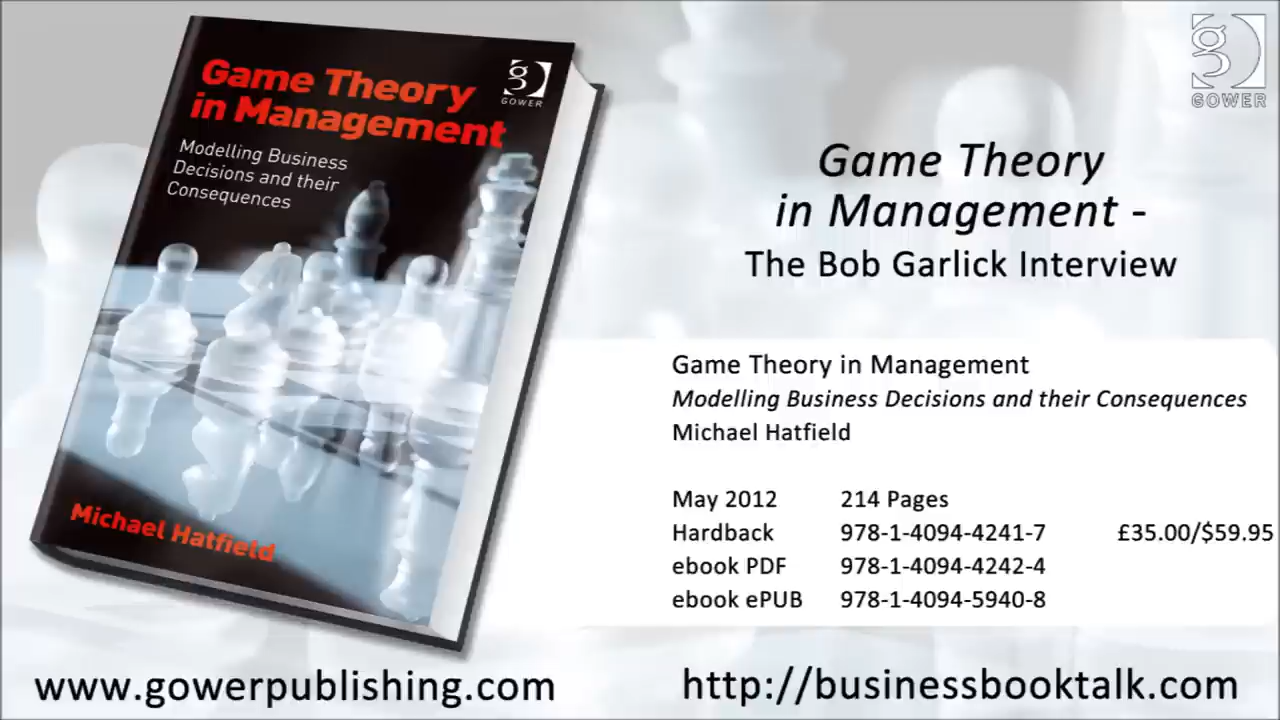 Game Theory
in Management
Modelling Business
Decisions and their
Consequences
g
GOWER
Michael Hatfield
g
GOWER
Game Theory
in Management -
The Bob Garlick Interview
Game Theory in Management
Modelling Business Decisions and their Consequences
Michael Hatfield
May 2012 214 Pages
Hardback 978-1-4094-4241-7 £35.00/$59.95
ebook PDF 978-1-4094-4242-4
ebook ePUB 978-1-4094-5940-8
www.gowerpublishing.com
http://businessbooktalk.com